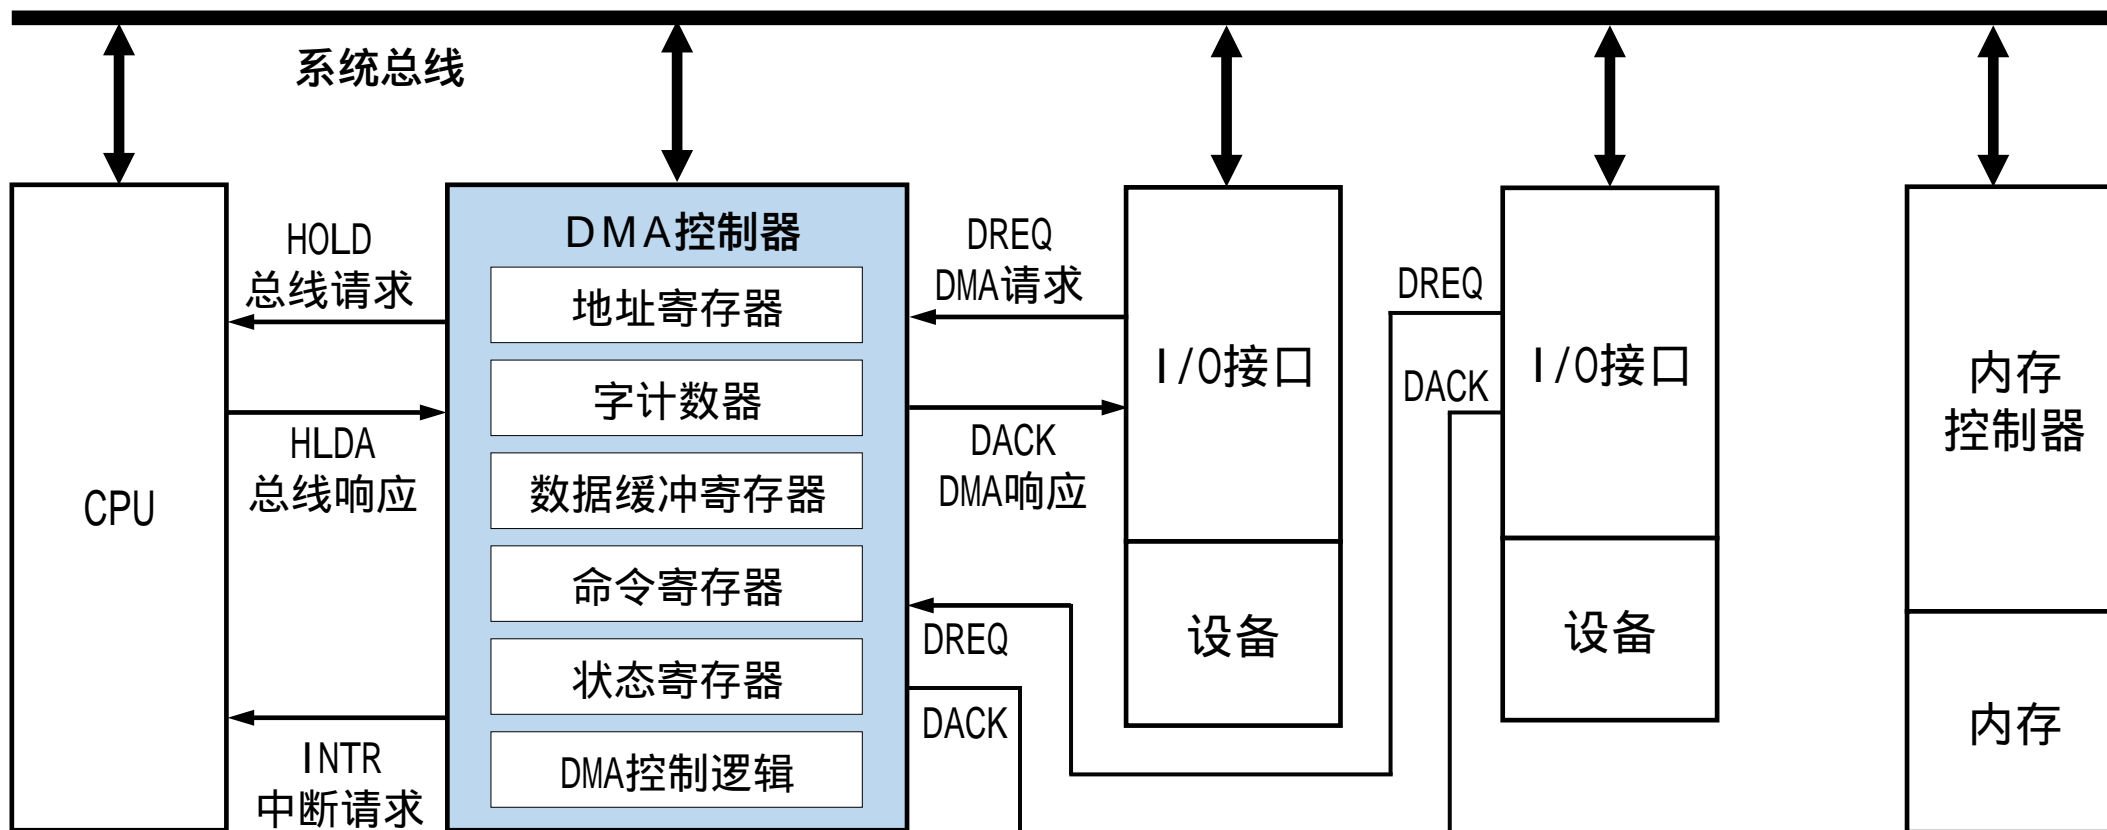 系统总线
CPU
HOLD
总线请求
HLDA
总线响应
INTR
中断请求
DMA控制器
地址寄存器
字计数器
数据缓冲寄存器
命令寄存器
状态寄存器
DMA控制逻辑
DREQ
DMA请求
DACK
DMA响应
DREQ
DACK
I/O接口
设备
DREQ
DACK
I/O接口
设备
内存
控制器
内存